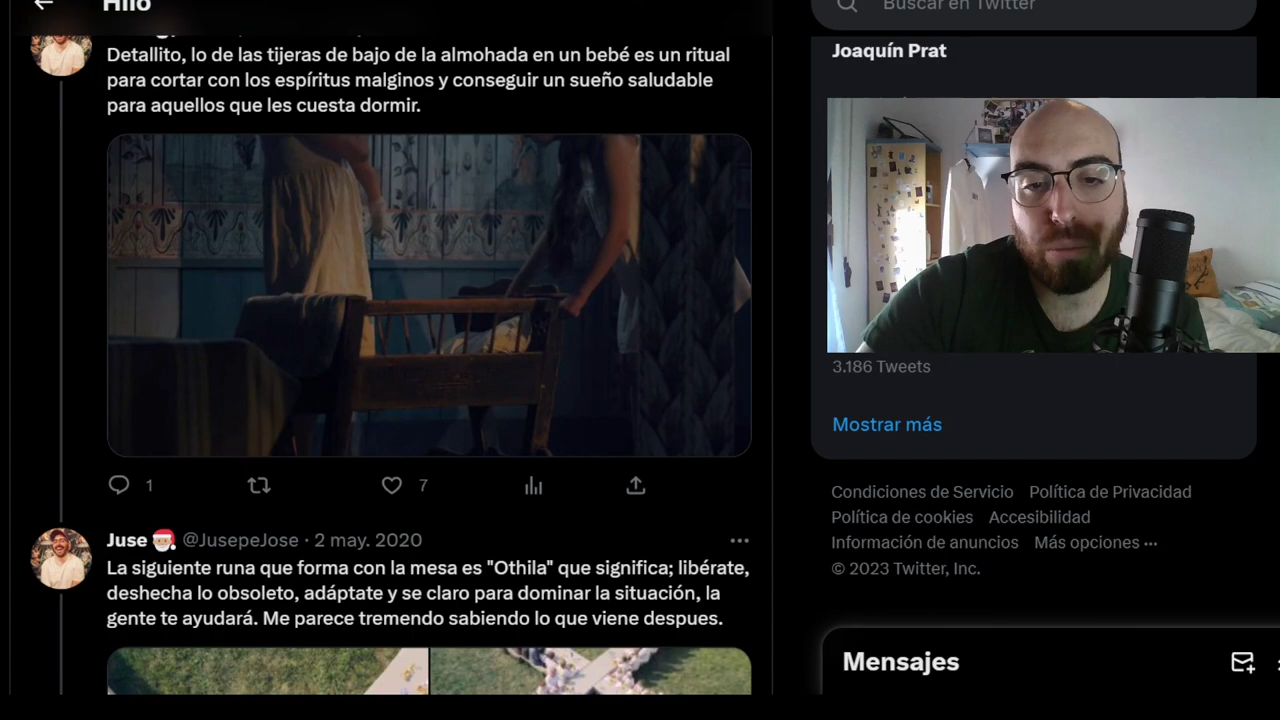 Hilo
Detallito, lo de las tijeras de bajo de la almohada en un bebé es un ritual
para cortar con los espíritus malginos y conseguir un sueño saludable
para aquellos que les cuesta dormir.
1
7
Juse @JusepeJose · 2 may. 2020
La siguiente runa que forma con la mesa es "Othila" que significa; libérate,
deshecha lo obsoleto, adáptate y se claro para dominar la situación, la
gente te ayudará. Me parece tremendo sabiendo lo que viene despues.
Buscar en Twitter
Joaquín Prat
3.186 Tweets
Mostrar más
Condiciones de Servicio Política de Privacidad
Política de cookies Accesibilidad
Información de anuncios Más opciones ···
© 2023 Twitter, Inc.
Mensajes